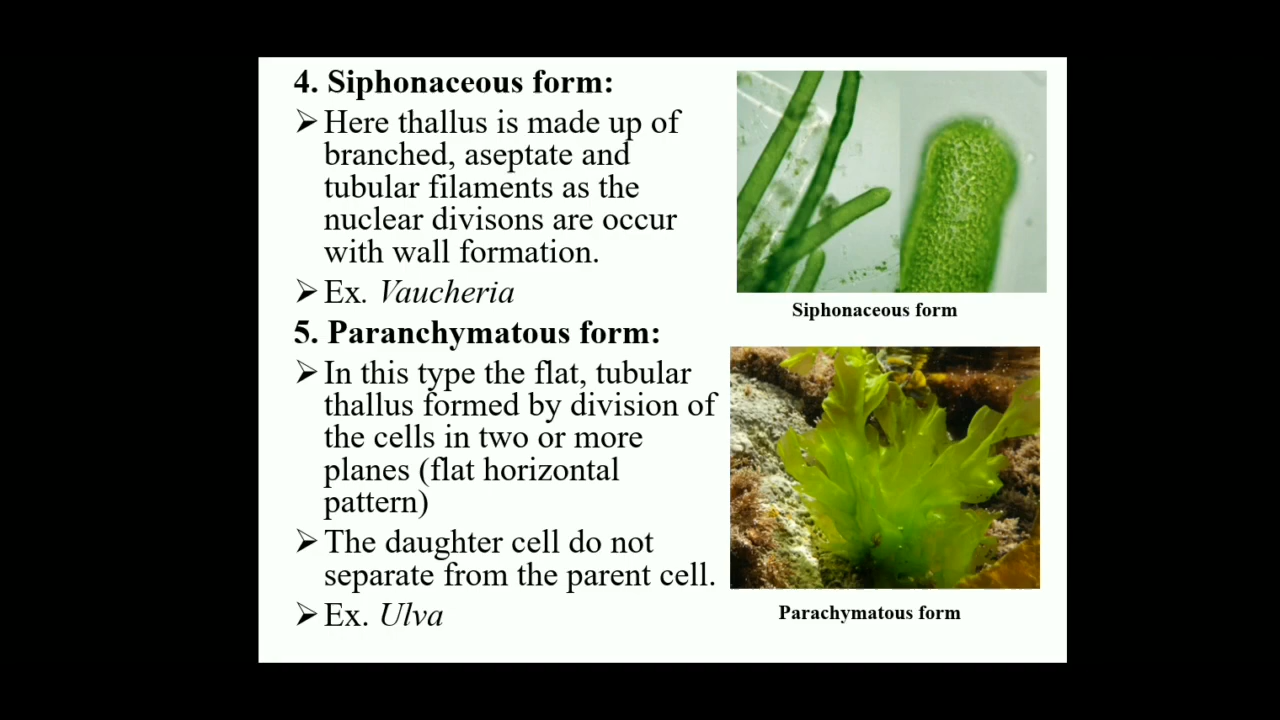 4. Siphonaceous form:
➢ Here thallus is made up of
branched, aseptate and
tubular filaments as the
nuclear divisons are occur
with wall formation.
➢ Ex. Vaucheria
5. Paranchymatous form:
➢ In this type the flat, tubular
thallus formed by division of
the cells in two or more
planes (flat horizontal
pattern)
➢ The daughter cell do not
separate from the parent cell.
➢ Ex. Ulva
Siphonaceous form
Parachymatous form